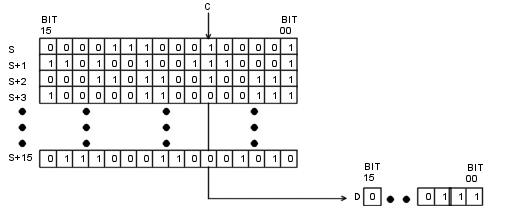 C
BIT 15 BIT 00
S 0 0 0 0 1 1 1 0 0 0 1 0 0 0 0 1
S+1 1 1 0 1 0 0 1 0 0 1 1 1 0 0 0 1
S+2 0 0 0 1 1 0 1 1 0 0 1 0 0 1 1 1
S+3 1 0 0 0 0 0 1 1 0 0 0 0 0 1 1 1
S+15 0 1 1 1 0 0 0 1 1 0 0 0 1 0 1 0
BIT 15 BIT 00
D 0 0 1 1 1